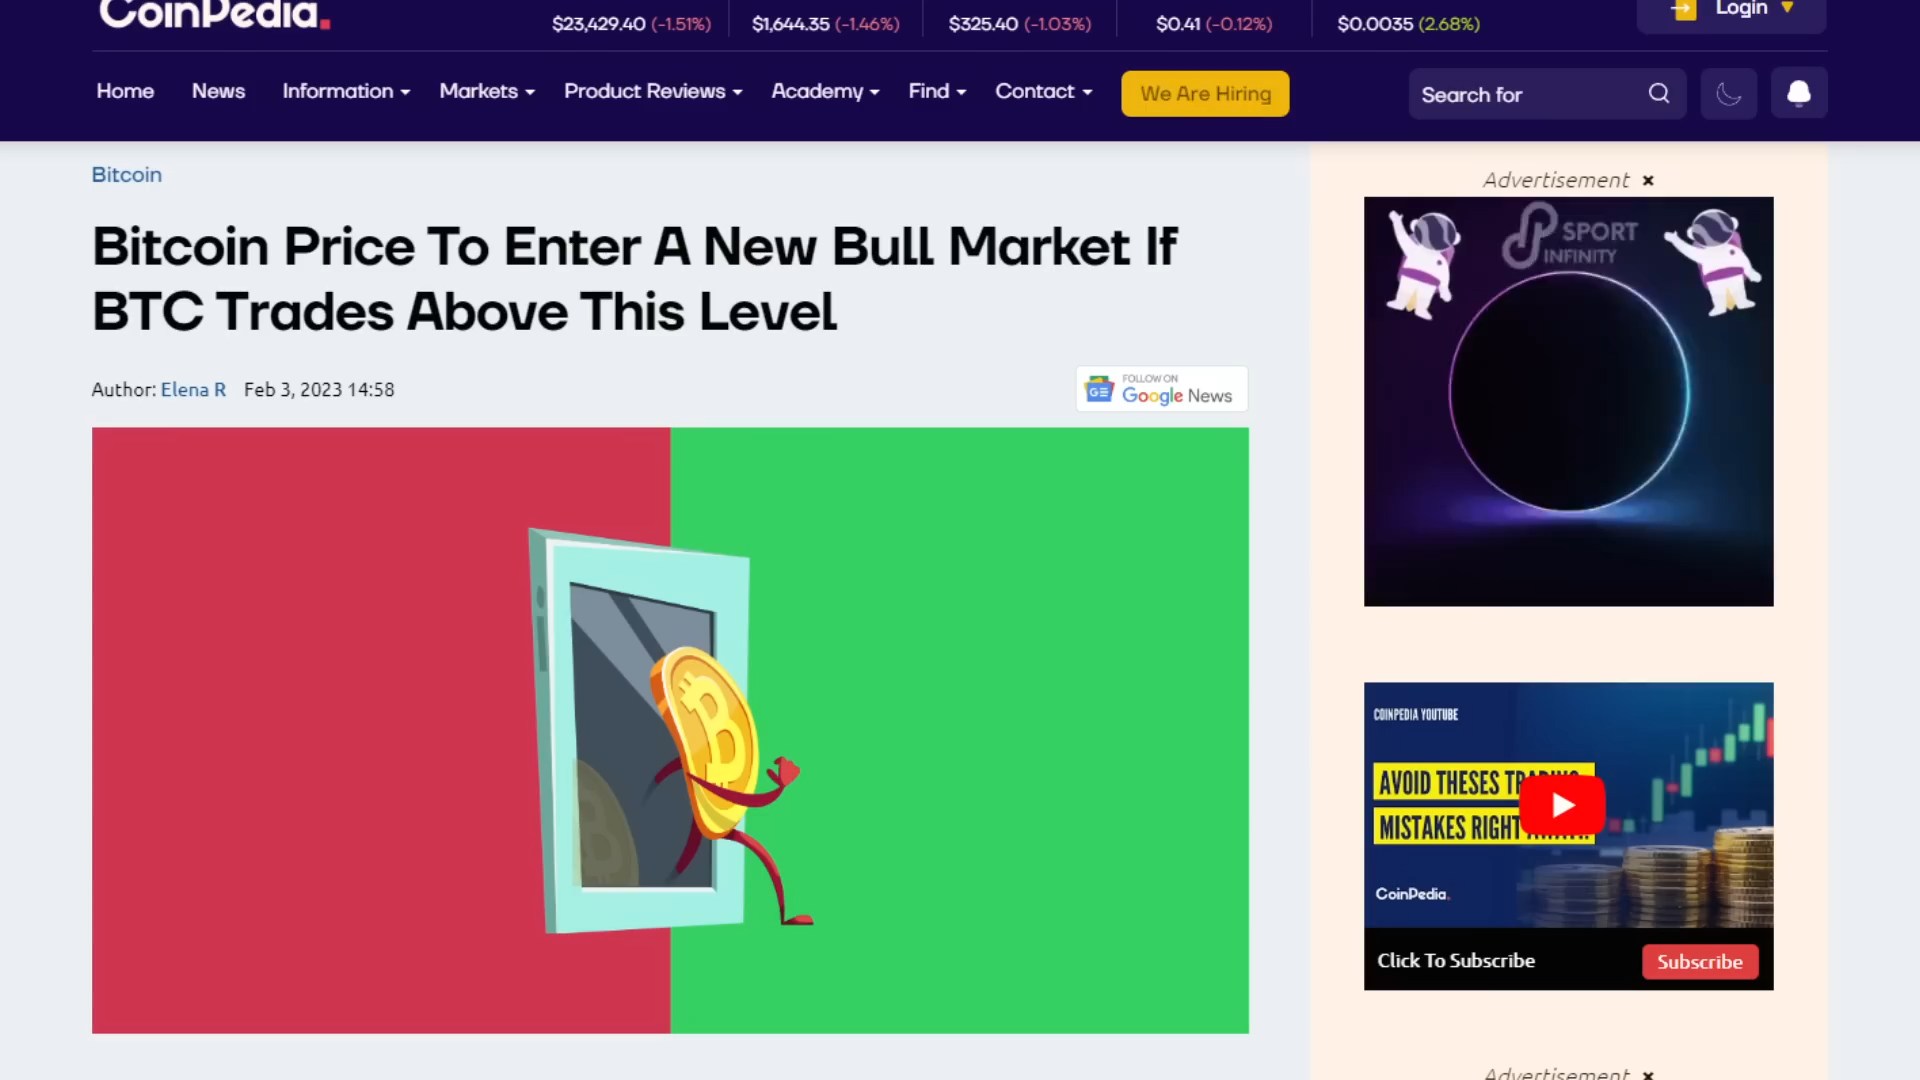 CoinPedia.
$23,429.40 (-1.51%)
$1,644.35 (-1.46%)
$325.40 (-1.03%)
$0.41 (-0.12%)
$0.0035 (2.68%)
Login
Home
News
Information
Markets
Product Reviews
Academy
Find
Contact
We Are Hiring
Search for
Bitcoin
Bitcoin Price To Enter A New Bull Market If
BTC Trades Above This Level
Author: Elena R Feb 3, 2023 14:58
FOLLOW ON
Google News
GE
Advertisement ×
SPORT
INFINITY
COINPEDIA YOUTUBE
AVOID THESES
MISTAKES RIGHT
CoinPedia.
Click To Subscribe
Subscribe
Advertisement ×